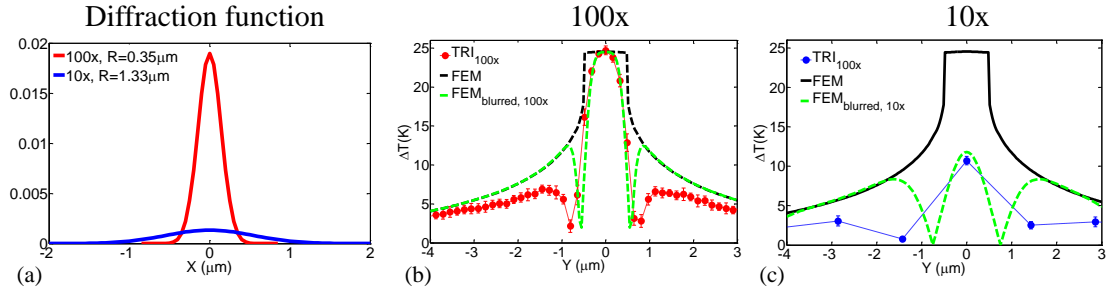 Diffraction function
100x
10x
0.02
0.015
0.01
0.005
0
-2
-1
0
1
2
X (μm)
100x, R=0.35μm
10x, R=1.33μm
(a)
25
20
15
10
5
0
-4
-3
-2
-1
0
1
2
3
4
ΔT(K)
Y (μm)
TRI100x
FEM
FEMblurred, 100x
(b)
25
20
15
10
5
0
-4
-3
-2
-1
0
1
2
3
ΔT(K)
Y (μm)
TRI100x
FEM
FEMblurred, 10x
(c)